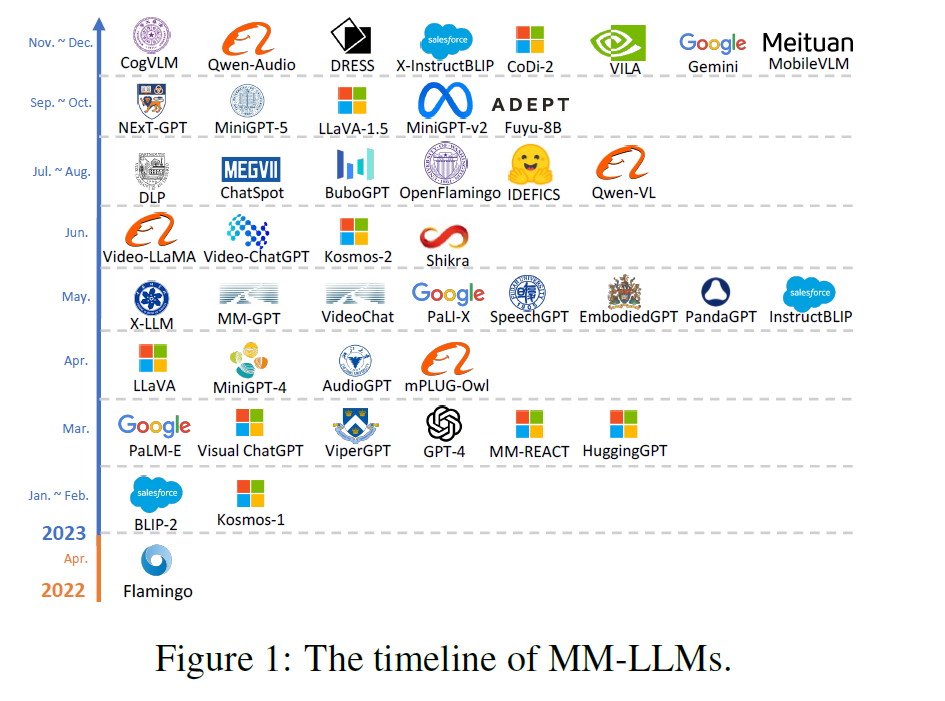 Nov. ~ Dec.
salesforce
Google
Meituan
CogVLM Qwen-Audio DRESS X-InstructBLIP CoDi-2 VILA Gemini MobileVLM
Sep. ~ Oct.
ADEPT
NExT-GPT MiniGPT-5 LLaVA-1.5 MiniGPT-v2 Fuyu-8B
Jul. ~ Aug.
MEGVII
DLP ChatSpot BuboGPT OpenFlamingo IDEFICS Qwen-VL
Jun.
Video-LLaMA Video-ChatGPT Kosmos-2 Shikra
May.
Google
salesforce
X-LLM MM-GPT VideoChat PaLI-X SpeechGPT EmbodiedGPT PandaGPT InstructBLIP
Apr.
LLaVA MiniGPT-4 AudioGPT mPLUG-Owl
Mar.
Google
PaLM-E Visual ChatGPT ViperGPT GPT-4 MM-REACT HuggingGPT
Jan. ~ Feb.
salesforce
BLIP-2 Kosmos-1
2023
Apr.
2022
Flamingo
Figure 1: The timeline of MM-LLMs.